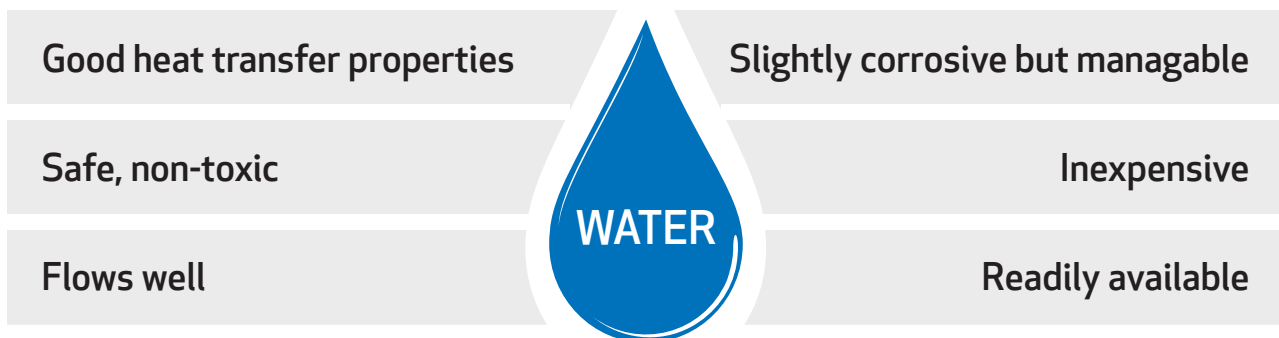 Good heat transfer properties
Slightly corrosive but managable
Safe, non-toxic
Inexpensive
WATER
Flows well
Readily available